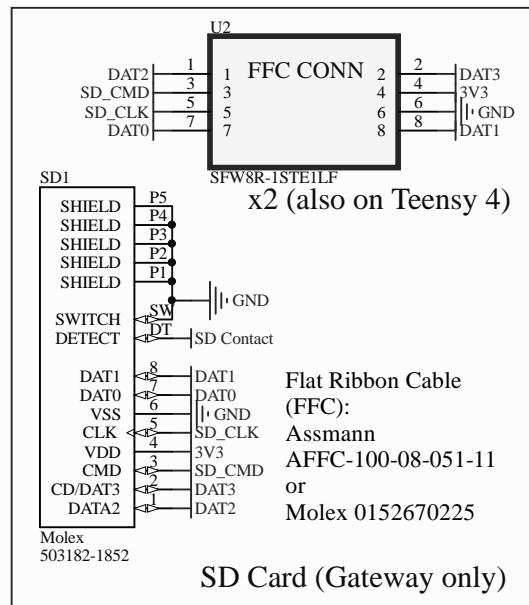 U2
FFC CONN
DAT2 1 1 2 2 DAT3
SD_CMD 3 3 4 4 3V3
SD_CLK 5 5 6 6 GND
DAT0 7 7 8 8 DAT1
SFW8R-1STE1LF
x2 (also on Teensy 4)
SD1
SHIELD P5
SHIELD P4
SHIELD P3
SHIELD P2
SHIELD P1
GND
SWITCH SW
DETECT DT SD Contact
DAT1 8 DAT1
DAT0 7 DAT0
VSS 6 GND
CLK 5 SD_CLK
VDD 4 3V3
CMD 3 SD_CMD
CD/DAT3 2 DAT3
DATA2 1 DAT2
Molex
503182-1852
Flat Ribbon Cable
(FFC):
Assmann
AFFC-100-08-051-11
or
Molex 0152670225
SD Card (Gateway only)